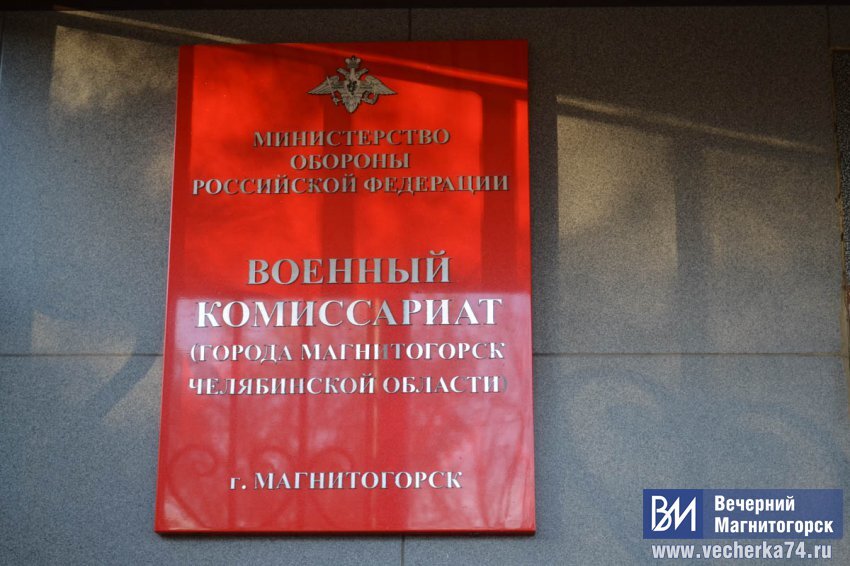 МИНИСТЕРСТВО
ОБОРОНЫ
РОССИЙСКОЙ ФЕДЕРАЦИИ
ВОЕННЫЙ
КОМИССАРИАТ
(ГОРОДА МАГНИТОГОРСК
ЧЕЛЯБИНСКОЙ ОБЛАСТИ)
г. МАГНИТОГОРСК
ВМ Вечерний
Магнитогорск
www.vecherka74.ru